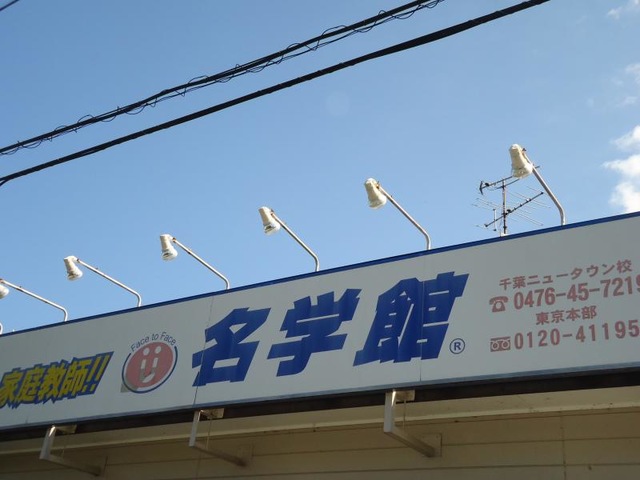 家庭教師!!
Face to Face
名学館®
千葉ニュータウン校
☎0476-45-7219
東京本部
0120-41195